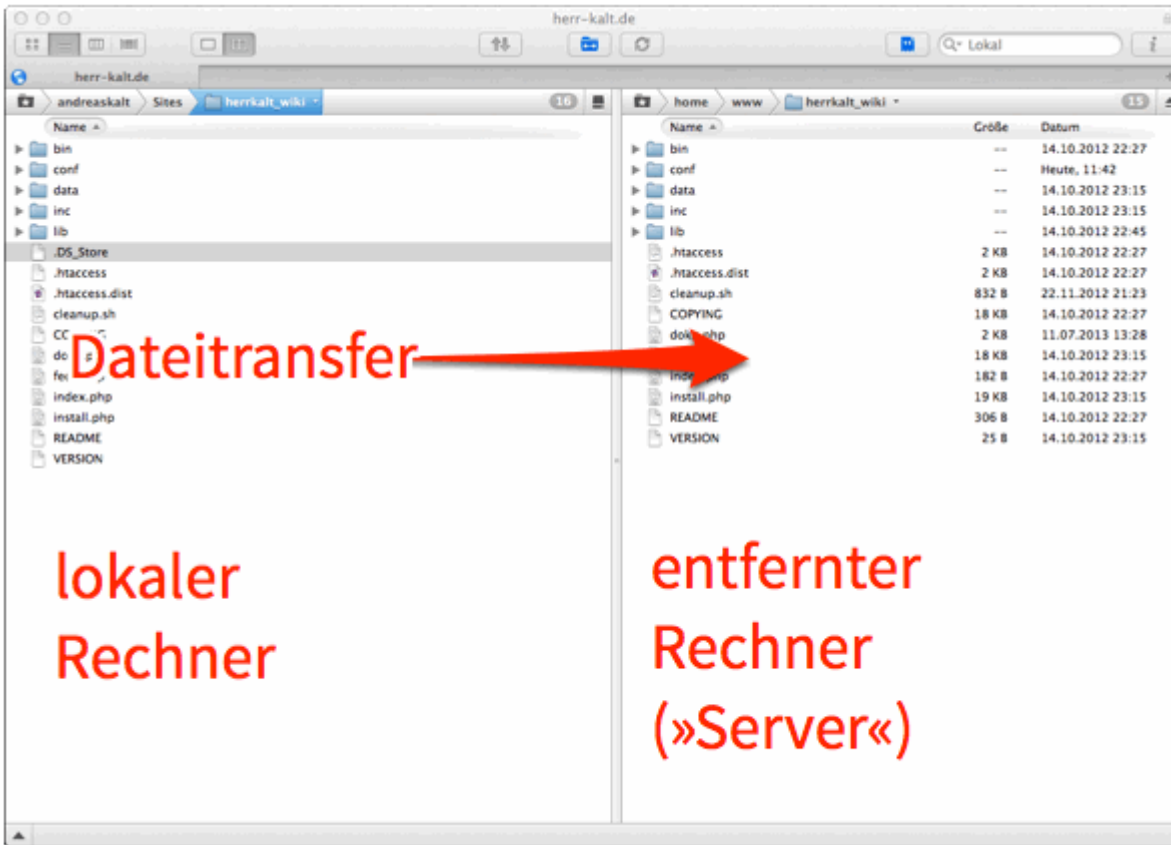 herr-kalt.de
Lokal
herr-kalt.de
andreaskalt Sites herrkalt_wiki 16
Name
bin
conf
data
inc
lib
.DS_Store
.htaccess
.htaccess.dist
cleanup.sh
index.php
install.php
README
VERSION
home www herrkalt_wiki 15
Name Größe Datum
bin -- 14.10.2012 22:27
conf -- Heute, 11:42
data -- 14.10.2012 23:15
inc -- 14.10.2012 23:15
lib -- 14.10.2012 22:45
.htaccess 2 KB 14.10.2012 22:27
.htaccess.dist 2 KB 14.10.2012 22:27
cleanup.sh 832 B 22.11.2012 21:23
COPYING 18 KB 14.10.2012 22:27
doku.php 2 KB 11.07.2013 13:28
18 KB 14.10.2012 23:15
index.php 182 B 14.10.2012 22:27
install.php 19 KB 14.10.2012 23:15
README 306 B 14.10.2012 22:27
VERSION 25 B 14.10.2012 23:15
Dateitransfer
lokaler
Rechner
entfernter
Rechner
(»Server«)